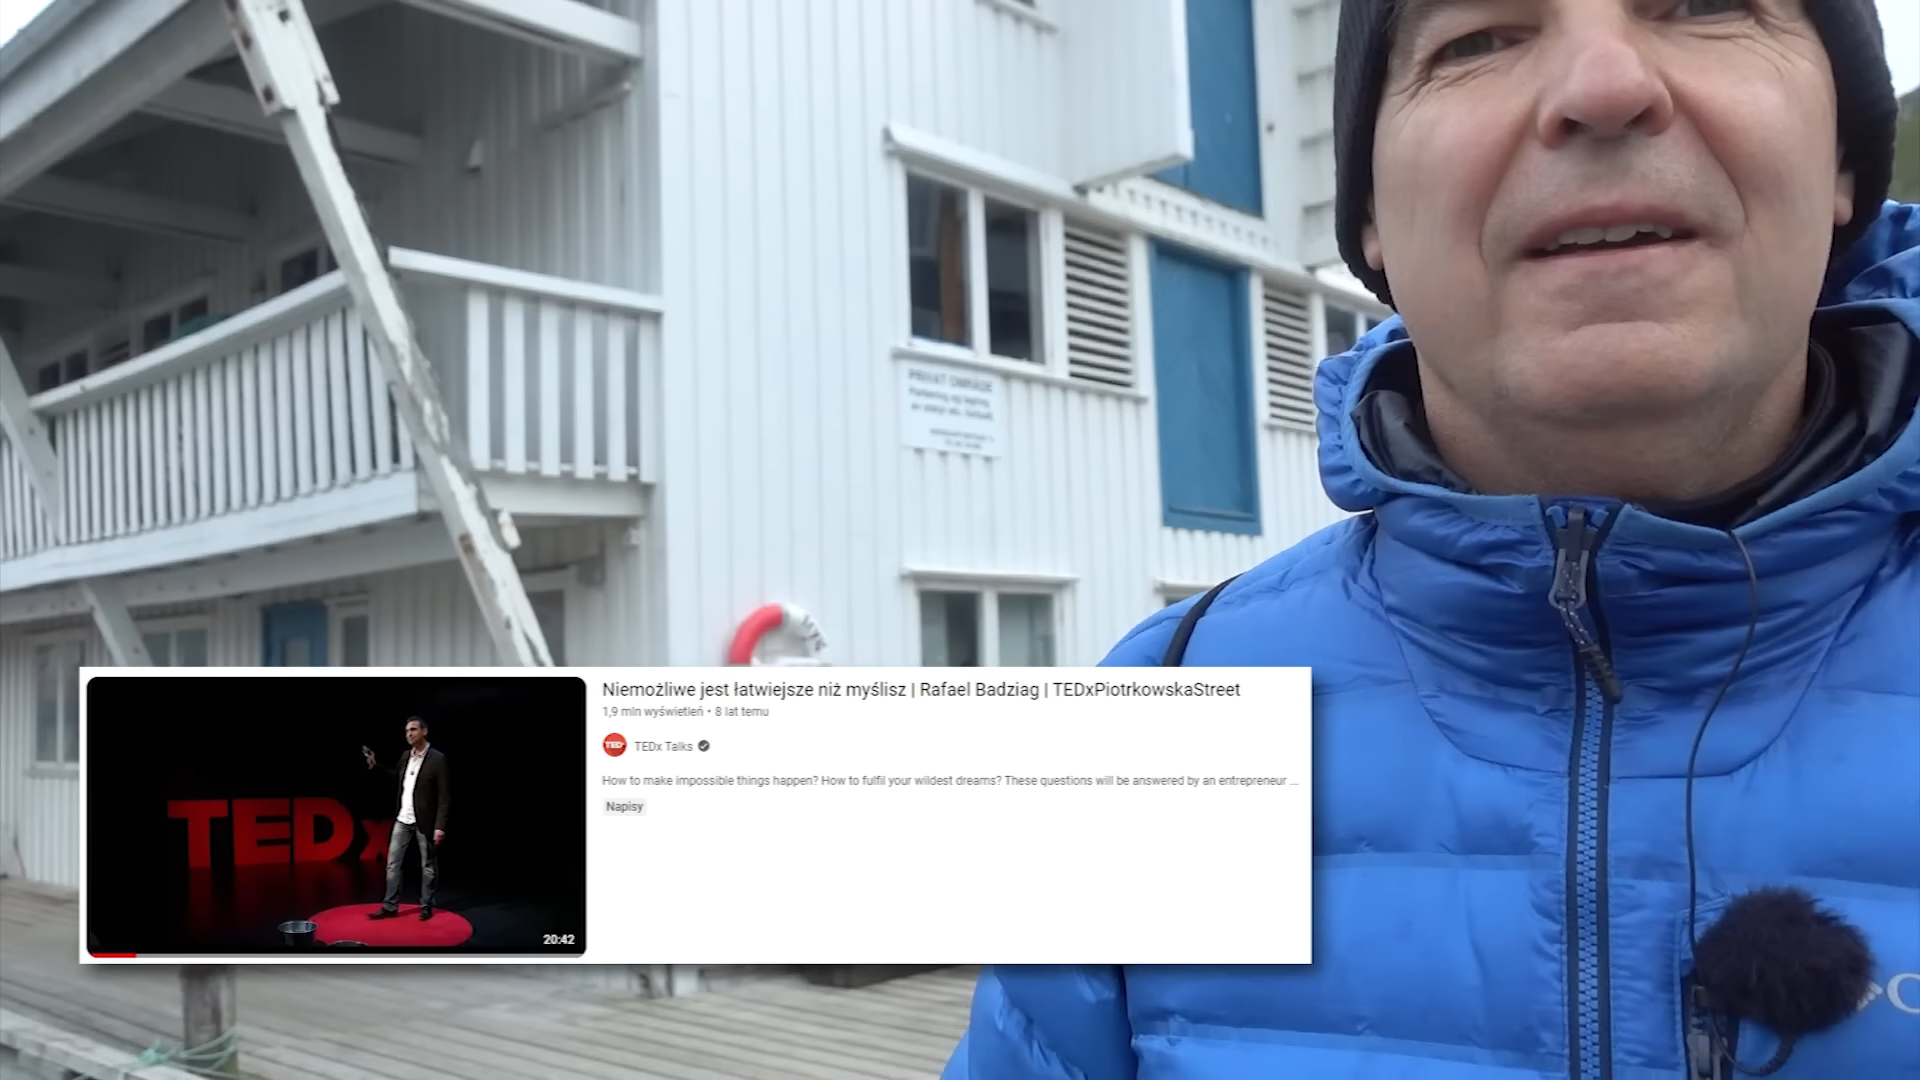 PRIVAT OMRÅDE
TEDx
20:42
Niemożliwe jest łatwiejsze niż myślisz | Rafael Badziag | TEDxPiotrkowskaStreet
1,9 mln wyświetleń • 8 lat temu
TED
TEDx Talks
How to make impossible things happen? How to fulfil your wildest dreams? These questions will be answered by an entrepreneur ...
Napisy